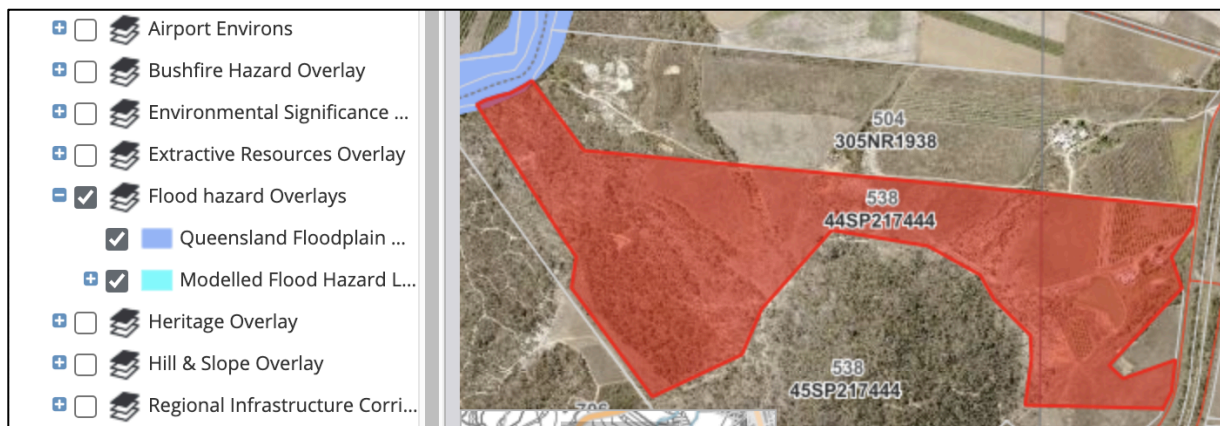 Airport Environs
Bushfire Hazard Overlay
Environmental Significance ...
Extractive Resources Overlay
Flood hazard Overlays
Queensland Floodplain ...
Modelled Flood Hazard L...
Heritage Overlay
Hill & Slope Overlay
Regional Infrastructure Corri...
504
305NR1938
538
44SP217444
538
45SP217444